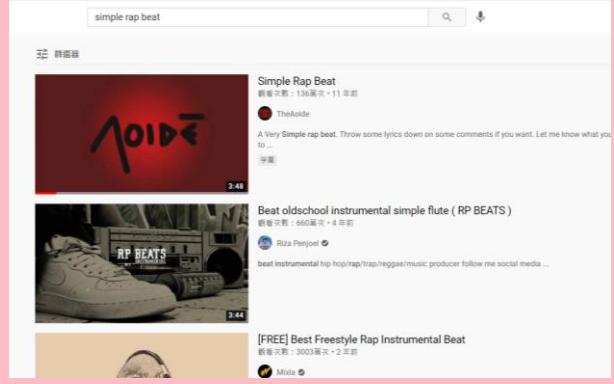 simple rap beat
篩選器
Simple Rap Beat
觀看次數：136萬次 • 11 年前
TheAoide
AOIDE
A Very Simple rap beat. Throw some lyrics down on some comments if you want. Let me know what you
to ...
字幕
3:48
Beat oldschool instrumental simple flute ( RP BEATS )
觀看次數：660萬次 • 4 年前
Riza Penjoel
RP BEATS
INSTRUMENTAL
beat instrumental hip hop/rap/trap/reggae/music producer follow me social media ...
3:44
[FREE] Best Freestyle Rap Instrumental Beat
觀看次數：3003萬次 • 2 年前
Mixla